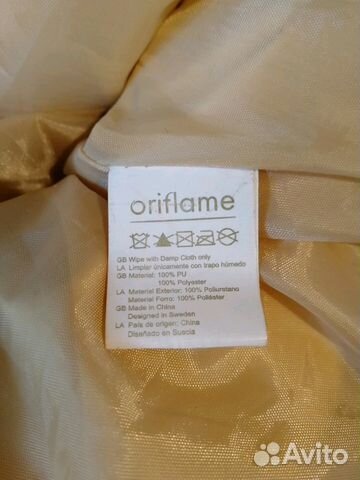 oriflame
GB Wipe with Damp Cloth only
LA Limpiar únicamente con trapo húmedo
GB Material: 100% PU
100% Polyester
LA Material Exterior: 100% Poliuretano
Material Forro: 100% Poliéster
GB Made in China
Designed in Sweden
LA País de origen: China
Diseñado en Suecia
Avito